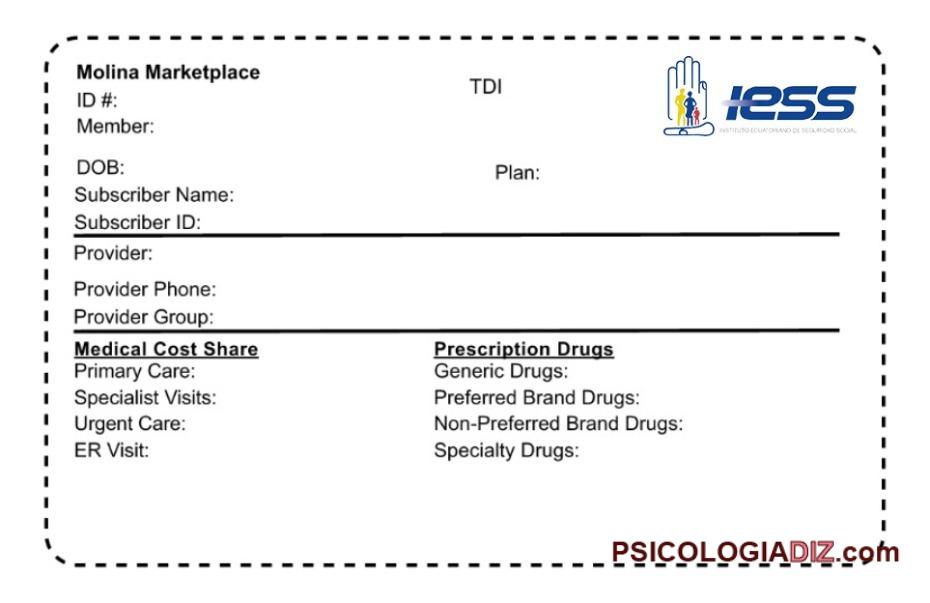 Molina Marketplace
TDI
IESS
INSTITUTO ECUATORIANO DE SEGURIDAD SOCIAL
ID #:
Member:
DOB:
Plan:
Subscriber Name:
Subscriber ID:
Provider:
Provider Phone:
Provider Group:
Medical Cost Share
Primary Care:
Specialist Visits:
Urgent Care:
ER Visit:
Prescription Drugs
Generic Drugs:
Preferred Brand Drugs:
Non-Preferred Brand Drugs:
Specialty Drugs:
PSICOLOGIADIZ.com